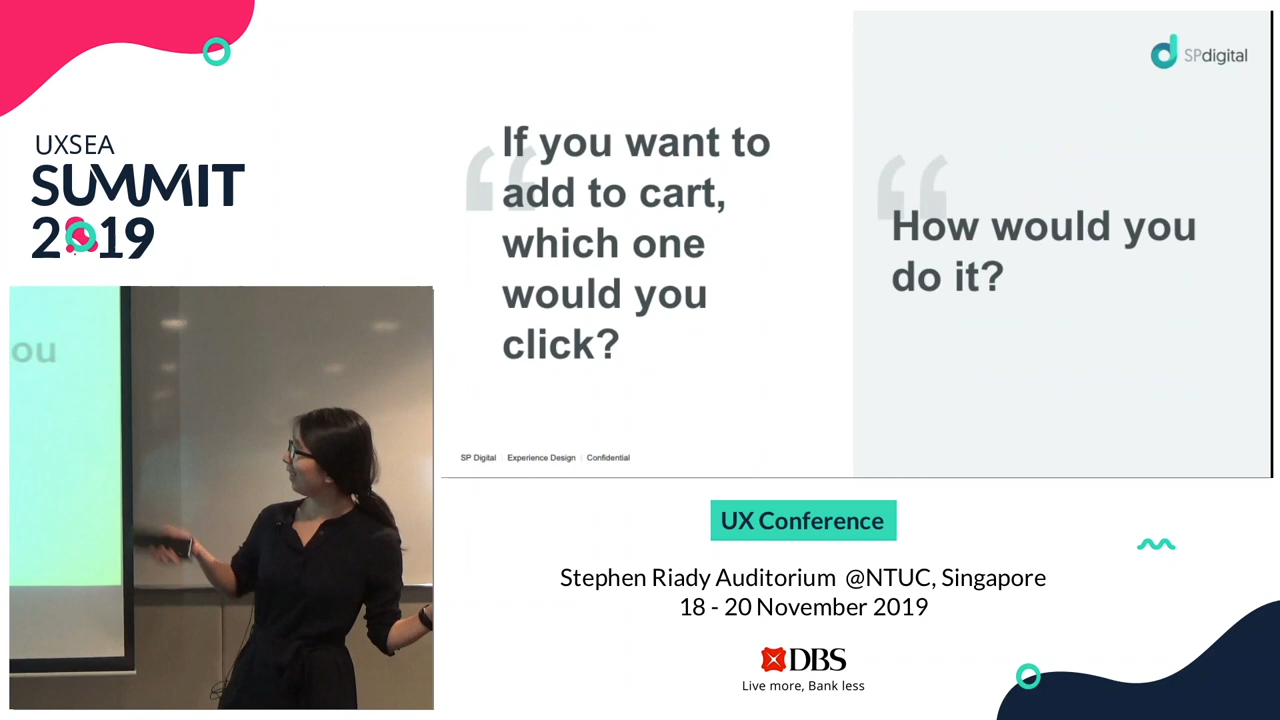 UXSEA
SUMMIT
2019
ou
SPdigital
“
If you want to
add to cart,
which one
would you
click?
“
How would you
do it?
SP Digital | Experience Design | Confidential
UX Conference
Stephen Riady Auditorium @NTUC, Singapore
18 - 20 November 2019
DBS
Live more, Bank less